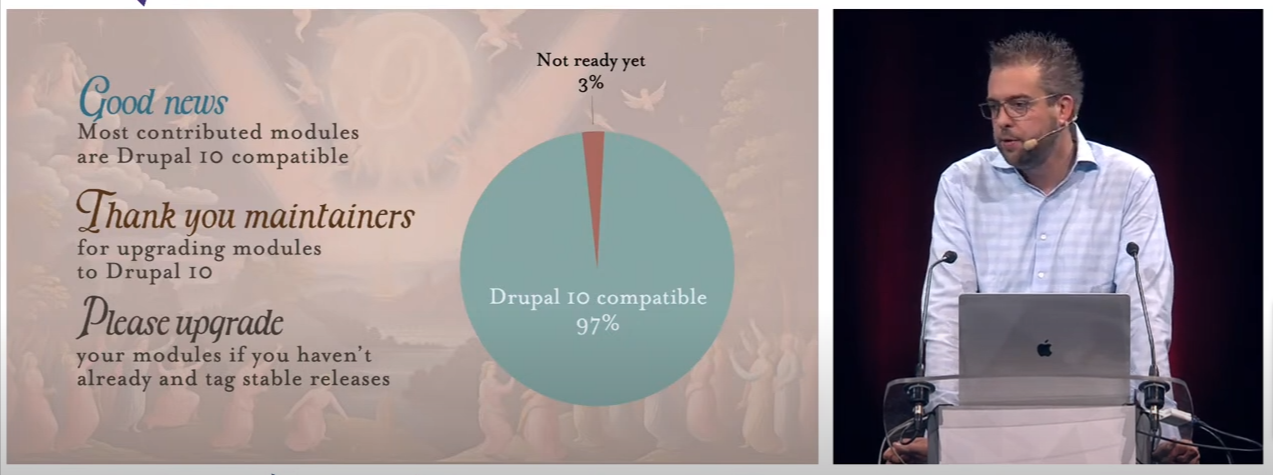 Good news
Most contributed modules
are Drupal 10 compatible
Thank you maintainers
for upgrading modules
to Drupal 10
Please upgrade
your modules if you haven't
already and tag stable releases
Not ready yet
3%
Drupal 10 compatible
97%